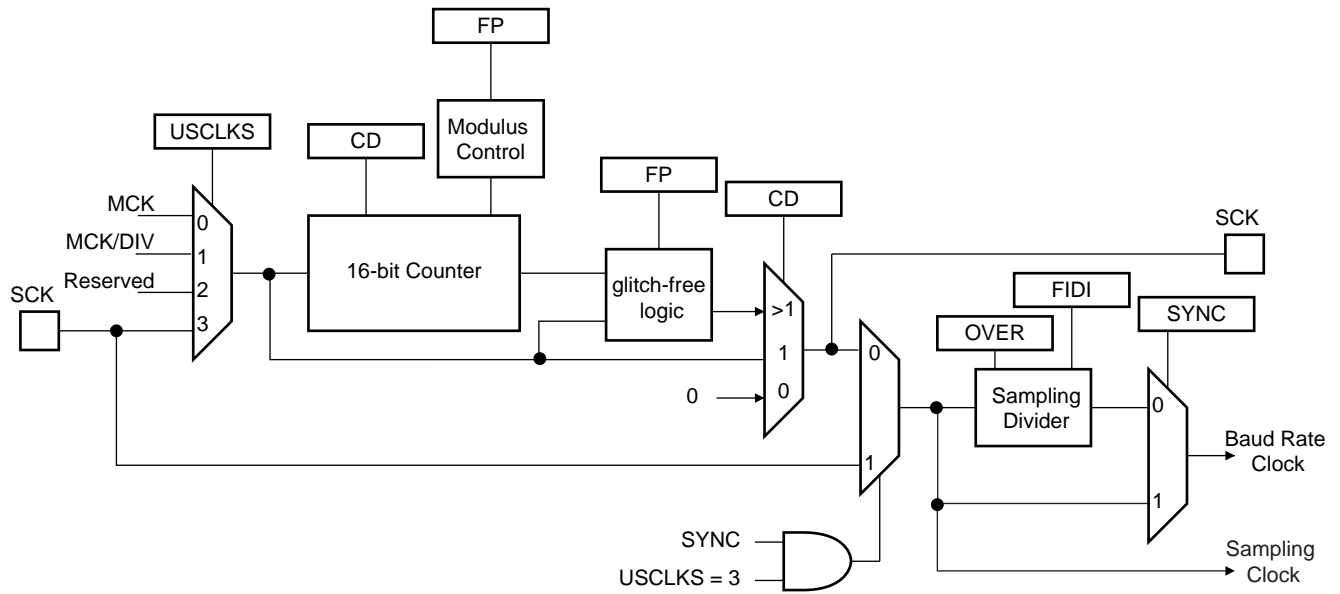 FP
USCLKS
CD
Modulus
Control
FP
CD
MCK
0
MCK/DIV
1
Reserved
2
SCK
3
16-bit Counter
glitch-free
logic
>1
1
0
0
SCK
FIDI
OVER
SYNC
0
Sampling
Divider
0
1
1
Baud Rate
Clock
SYNC
USCLKS = 3
Sampling
Clock